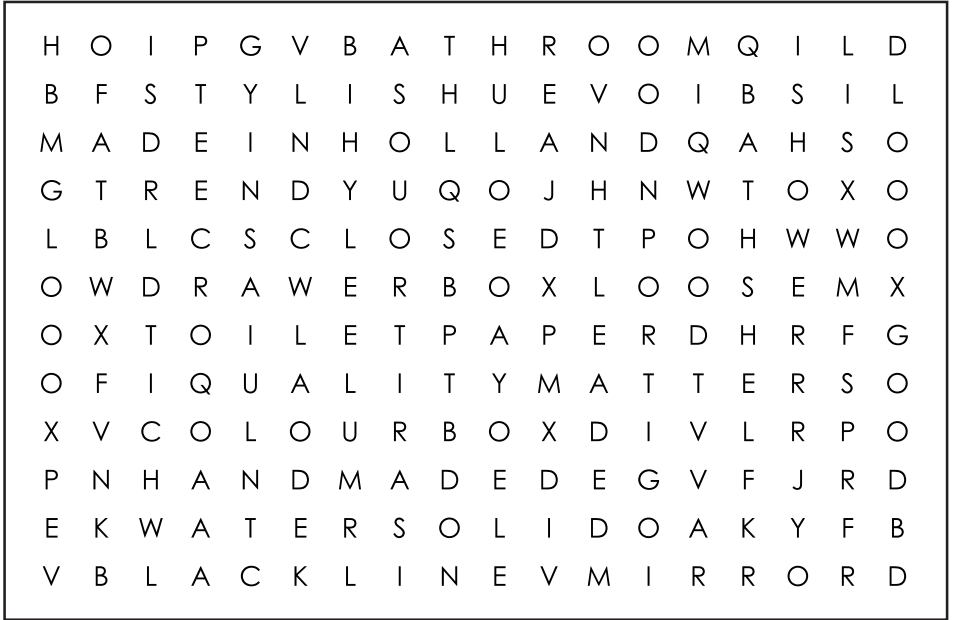 H O I P G V B A T H R O O M Q I L D
B F S T Y L I S H U E V O I B S I L
M A D E I N H O L L A N D Q A H S O
G T R E N D Y U Q O J H N W T O X O
L B L C S C L O S E D T P O H W W O
O W D R A W E R B O X L O O S E M X
O X T O I L E T P A P E R D H R F G
O F I Q U A L I T Y M A T T E R S O
X V C O L O U R B O X D I V L R P O
P N H A N D M A D E D E G V F J R D
E K W A T E R S O L I D O A K Y F B
V B L A C K L I N E V M I R R O R D